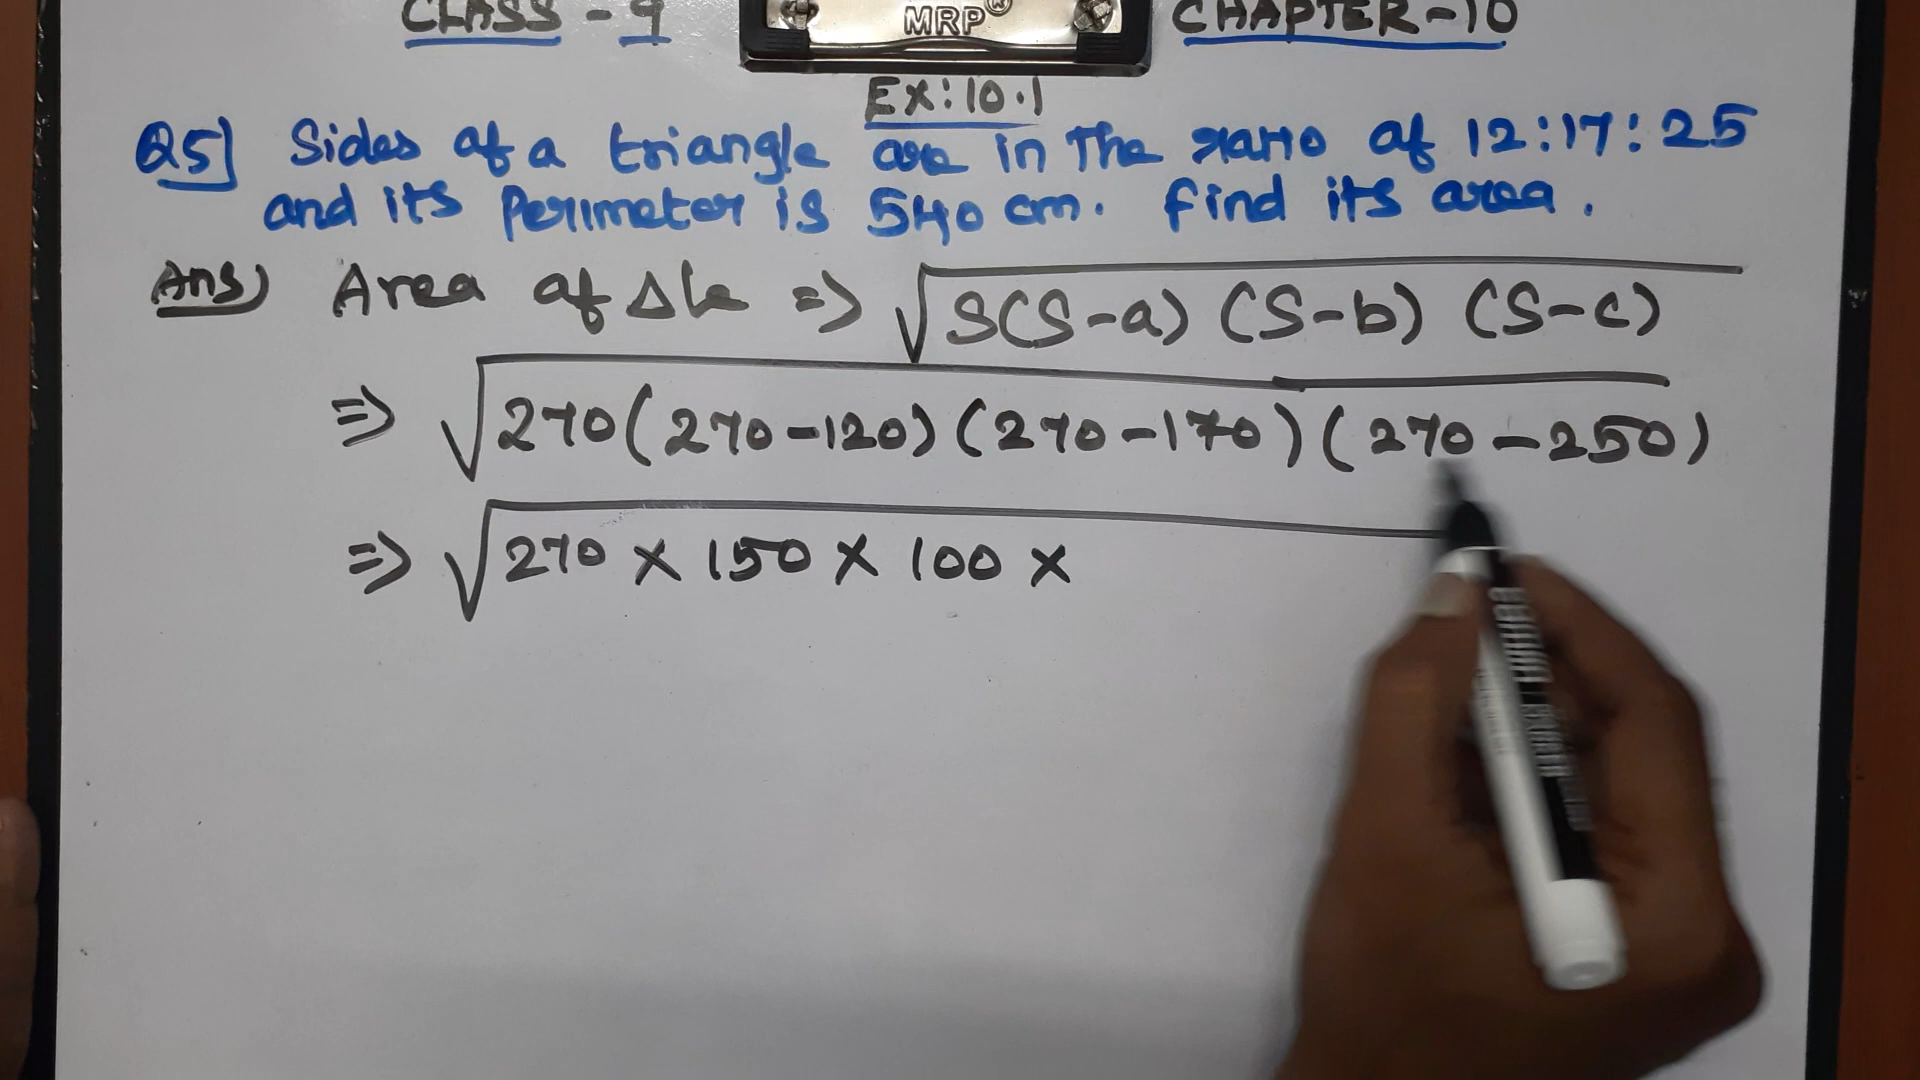 CLASS - 9
MRP
CHAPTER - 10
EX: 10.1
Q5] Sides of a triangle are in the ratio of 12:17:25
and its Perimeter is 540 cm. find its area.
Ans) Area of Δle => √S(S-a) (S-b) (S-c)
=> √270(270-120)(270-170)(270-250)
=> √270 × 150 × 100 ×